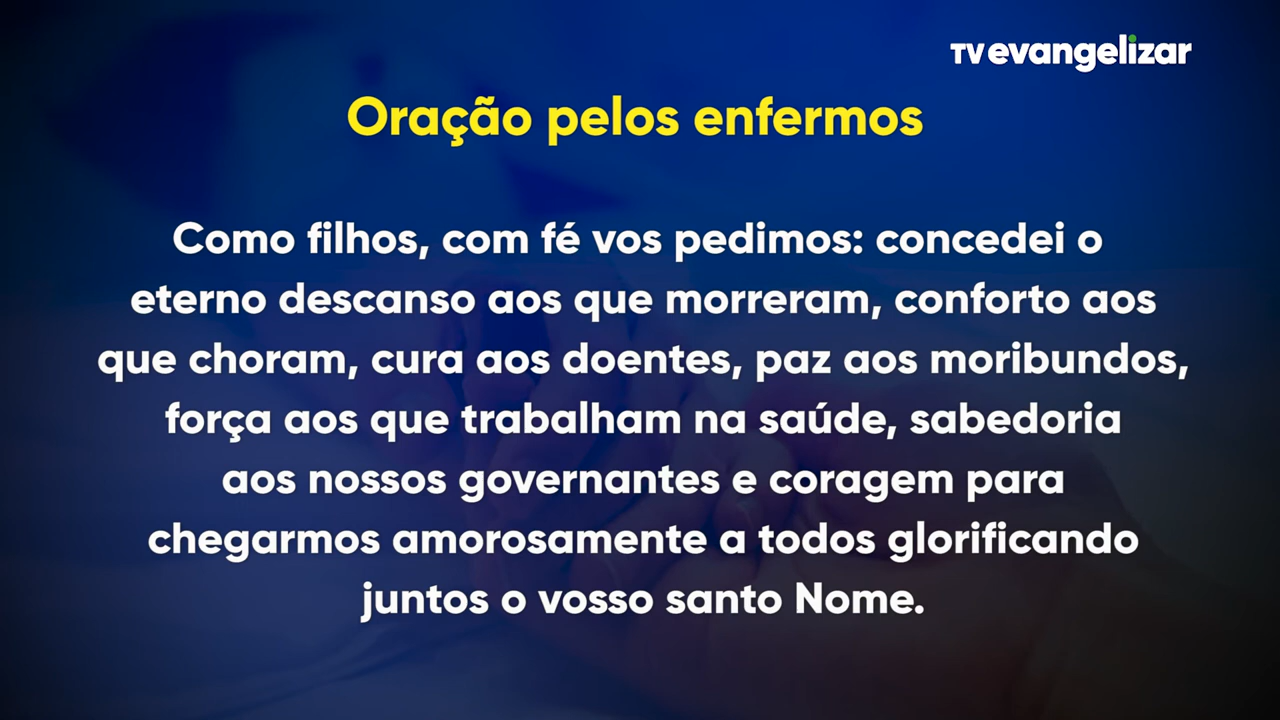 TVevangelizar
Oração pelos enfermos
Como filhos, com fé vos pedimos: concedei o
eterno descanso aos que morreram, conforto aos
que choram, cura aos doentes, paz aos moribundos,
força aos que trabalham na saúde, sabedoria
aos nossos governantes e coragem para
chegarmos amorosamente a todos glorificando
juntos o vosso santo Nome.